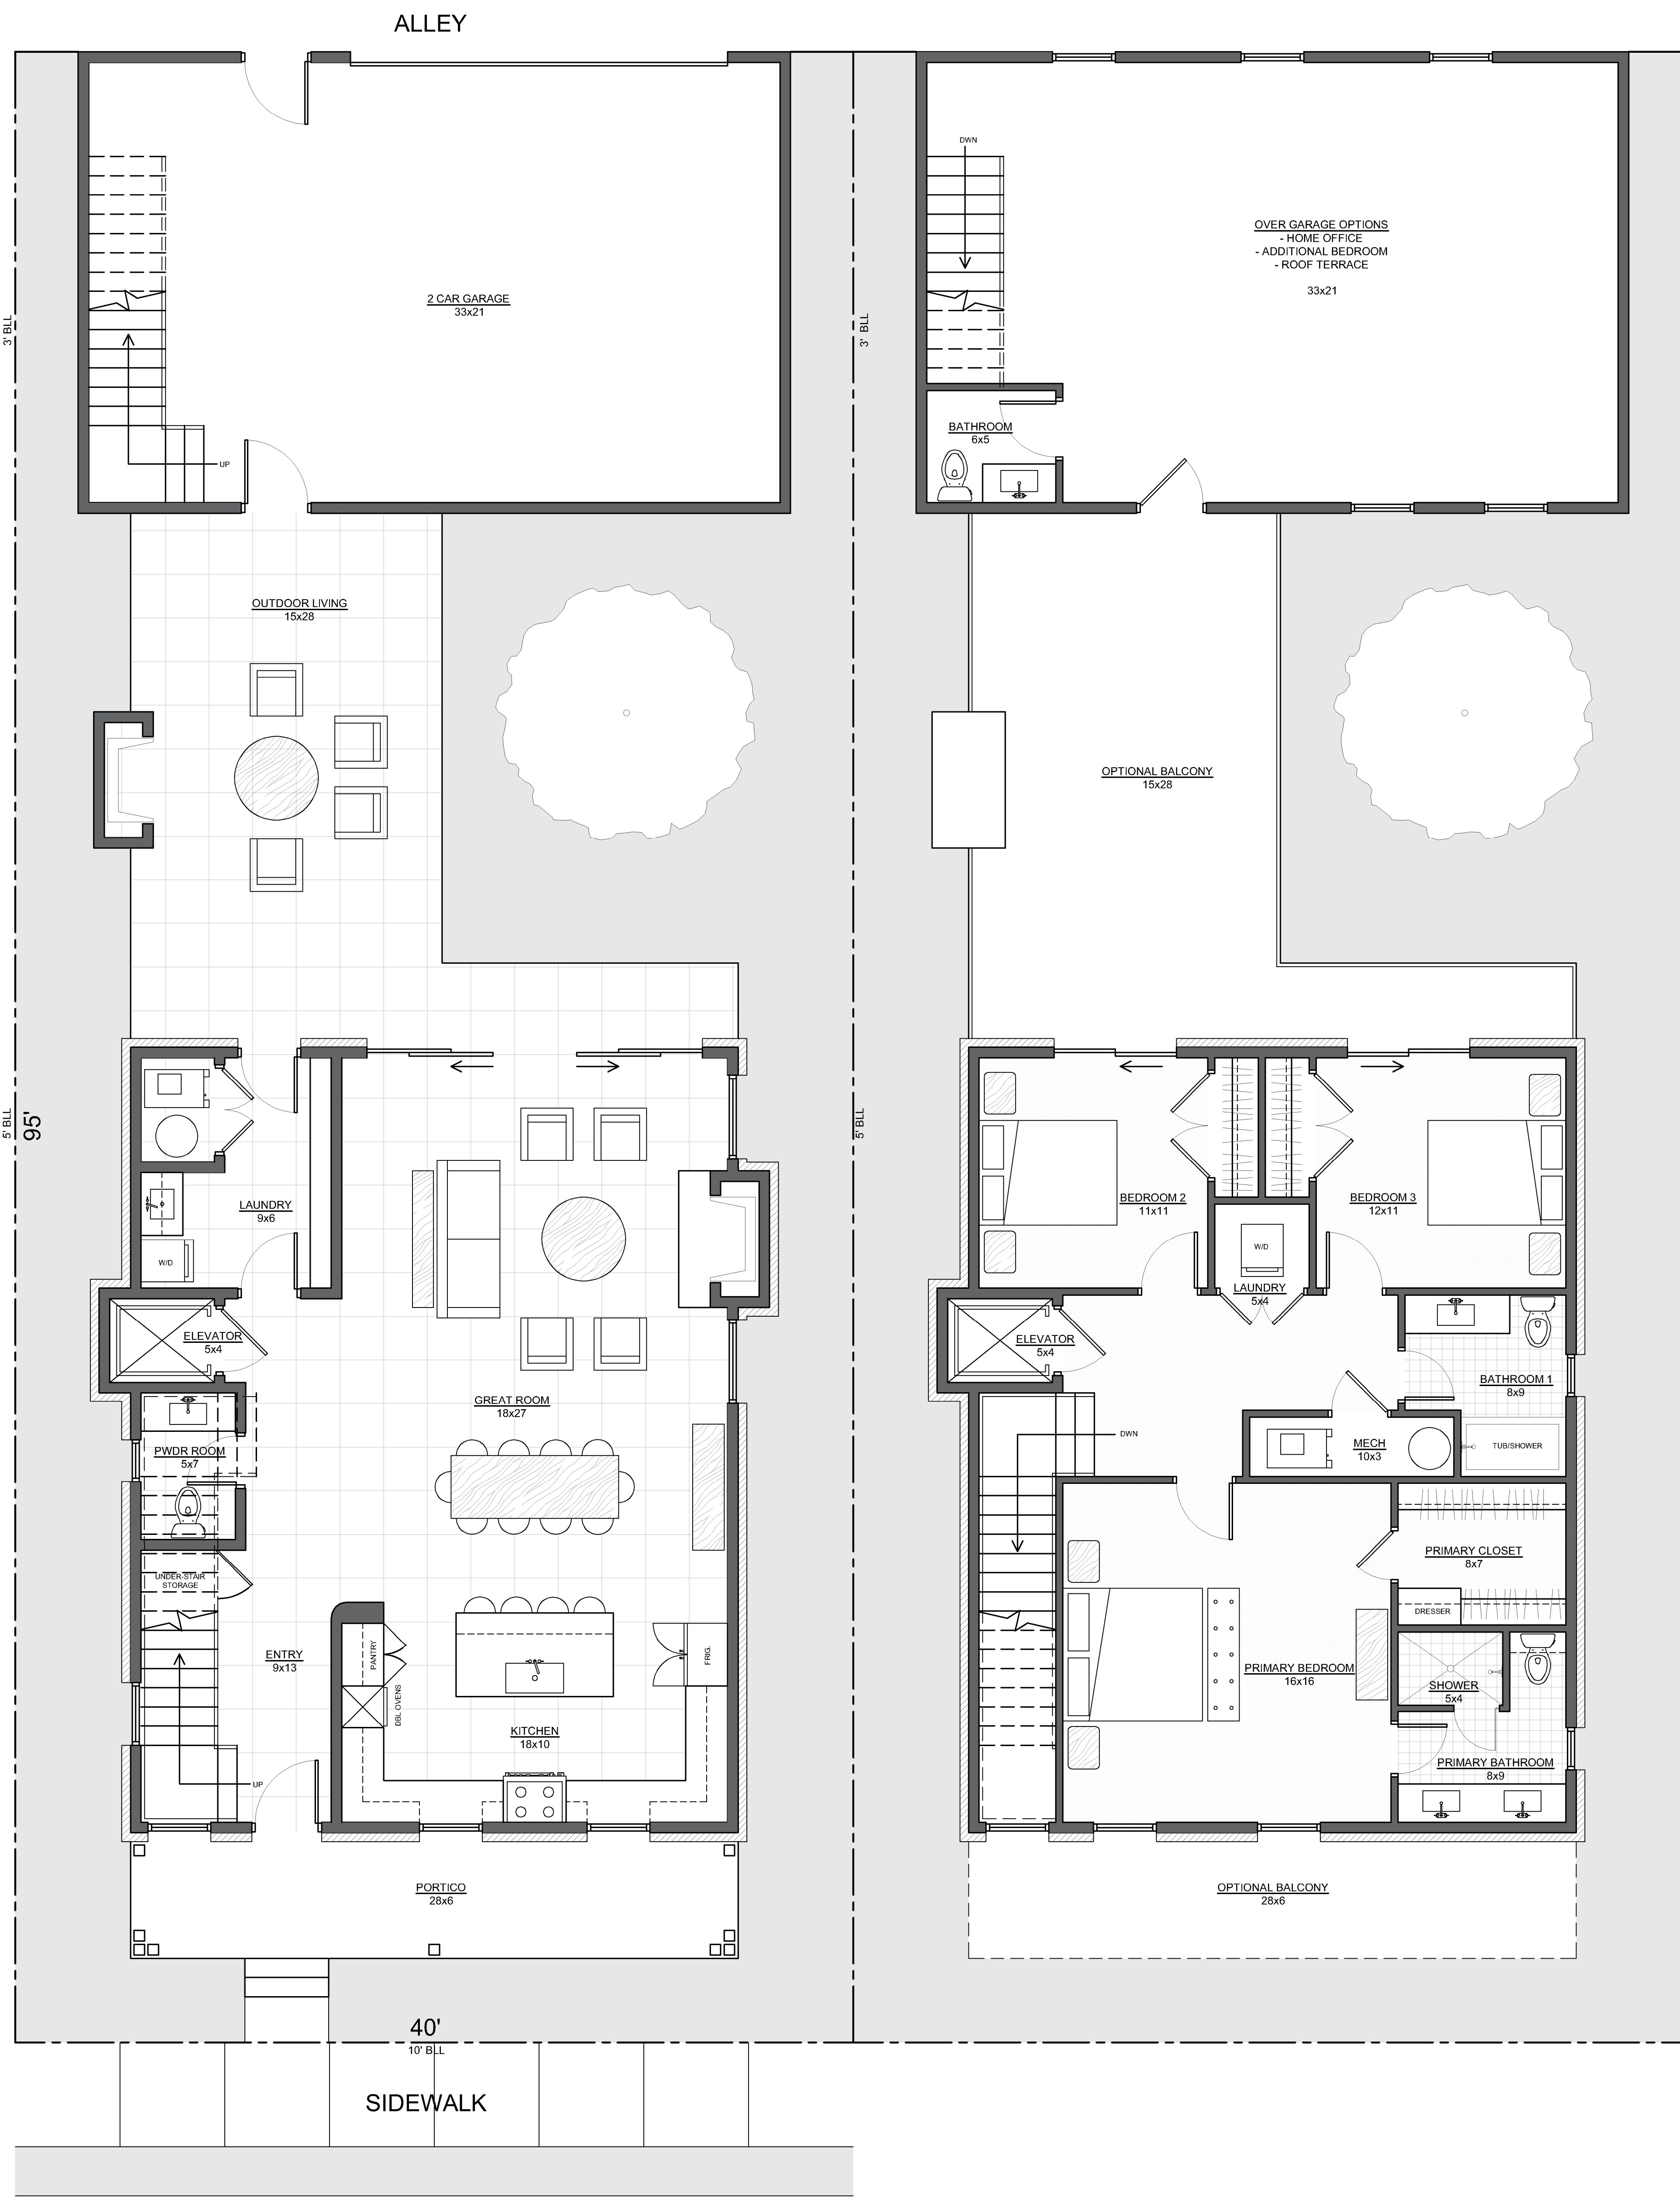 ALLEY
2 CAR GARAGE
33x21
UP
3' BLL
OUTDOOR LIVING
15x28
5' BLL
95'
LAUNDRY
9x6
W/D
ELEVATOR
5x4
PWDR ROOM
5x7
UNDER-STAIR
STORAGE
GREAT ROOM
18x27
ENTRY
9x13
PANTRY
DBL OVENS
FRIG.
KITCHEN
18x10
UP
PORTICO
28x6
40'
10' BLL
SIDEWALK
DWN
OVER GARAGE OPTIONS
- HOME OFFICE
- ADDITIONAL BEDROOM
- ROOF TERRACE
33x21
3' BLL
BATHROOM
6x5
OPTIONAL BALCONY
15x28
5' BLL
BEDROOM 2
11x11
BEDROOM 3
12x11
W/D
LAUNDRY
5x4
ELEVATOR
5x4
BATHROOM 1
8x9
DWN
MECH
10x3
TUB/SHOWER
PRIMARY CLOSET
8x7
DRESSER
PRIMARY BEDROOM
16x16
SHOWER
5x4
PRIMARY BATHROOM
8x9
OPTIONAL BALCONY
28x6